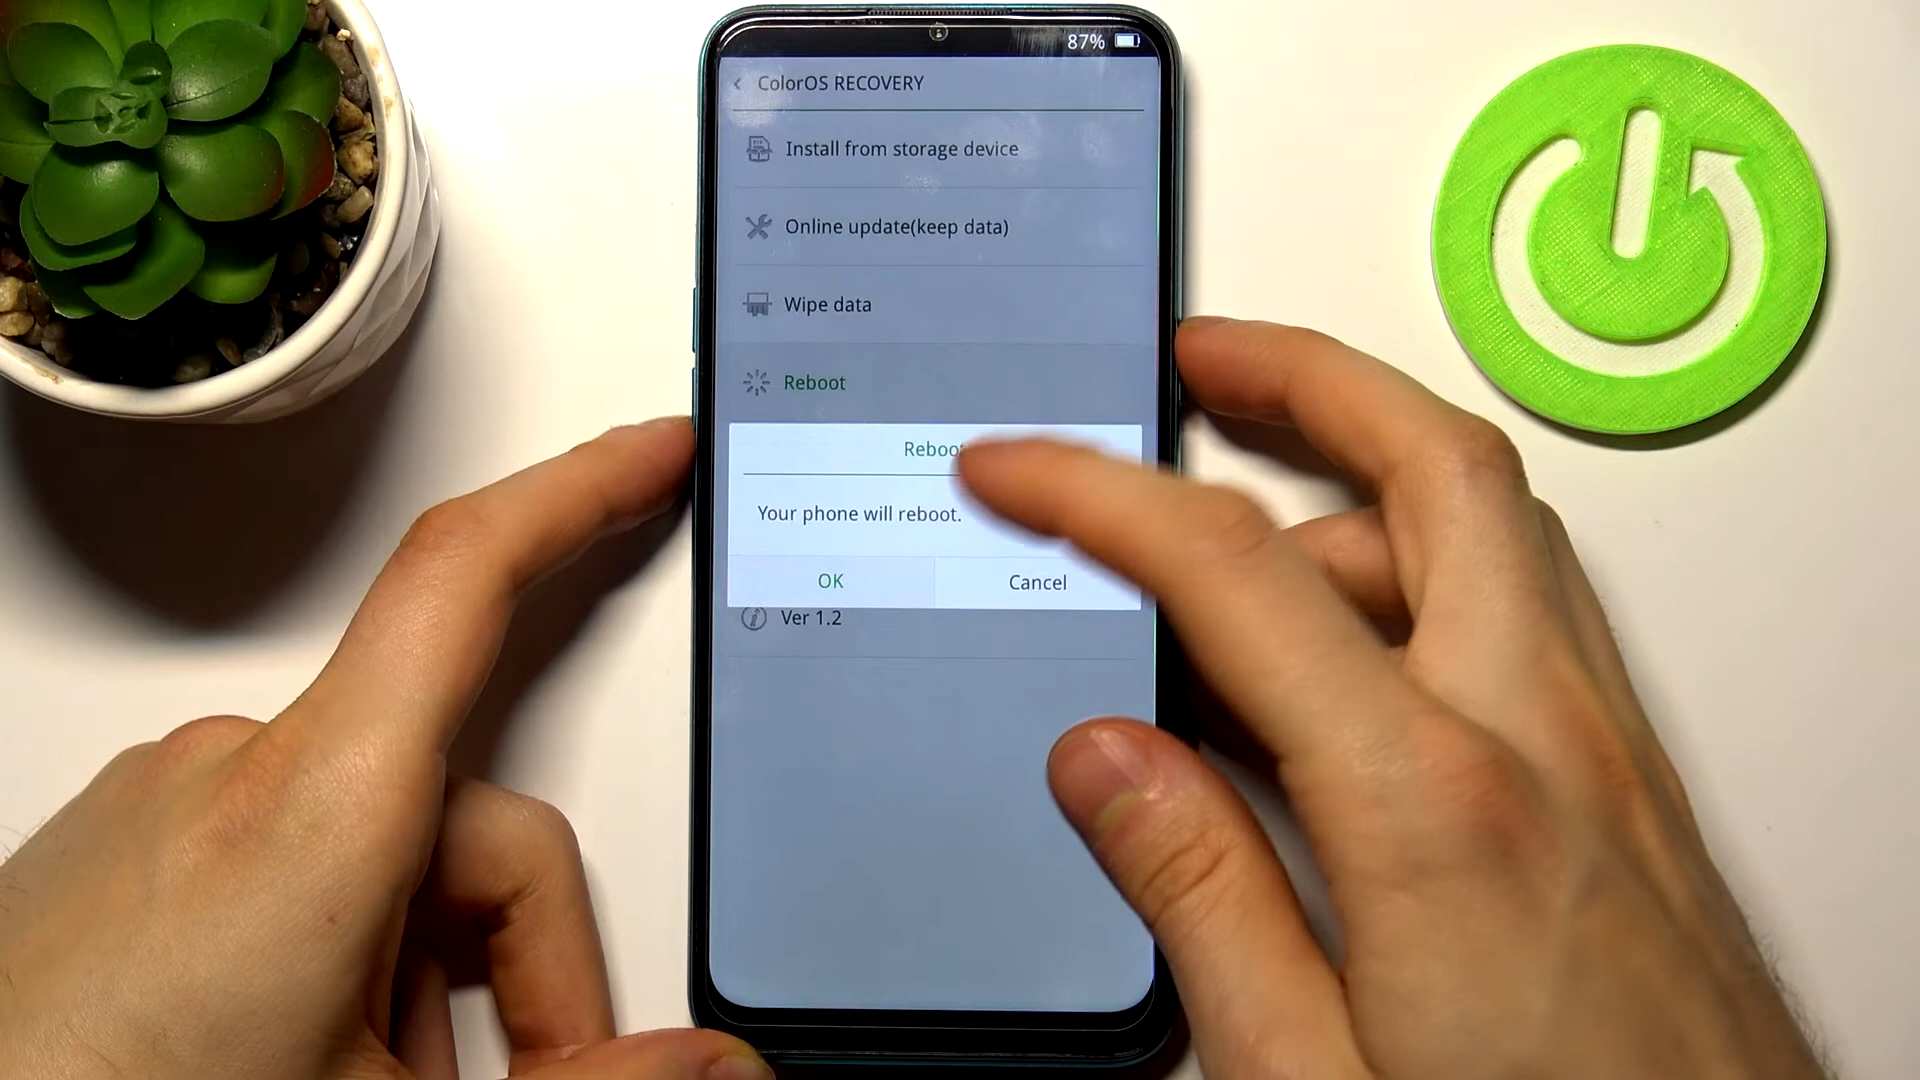 87%
ColorOS RECOVERY
Install from storage device
Online update(keep data)
Wipe data
Reboot
Reboot
Your phone will reboot.
OK
Cancel
Ver 1.2